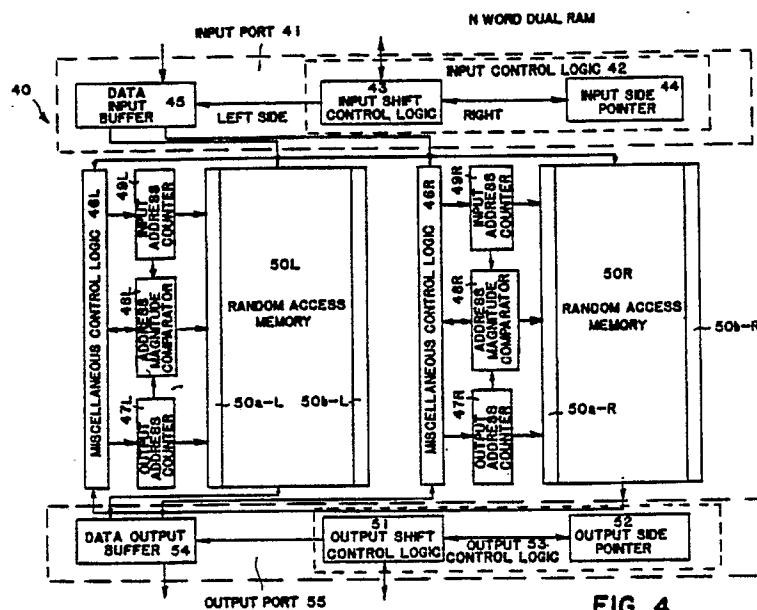 N WORD DUAL RAM
INPUT PORT 41
40
INPUT CONTROL LOGIC 42
DATA
INPUT
BUFFER 45
43
INPUT SHIFT
CONTROL LOGIC
44
INPUT SIDE
POINTER
LEFT SIDE
RIGHT
MISCELLANEOUS CONTROL LOGIC 46L
49L
INPUT
ADDRESS
COUNTER
48L
ADDRESS
MAGNITUDE
COMPARATOR
47L
OUTPUT
ADDRESS
COUNTER
50L
RANDOM ACCESS
MEMORY
50a-L
50b-L
MISCELLANEOUS CONTROL LOGIC 46R
49R
INPUT
ADDRESS
COUNTER
48R
ADDRESS
MAGNITUDE
COMPARATOR
47R
OUTPUT
ADDRESS
COUNTER
50R
RANDOM ACCESS
MEMORY
50b-R
50a-R
DATA OUTPUT
BUFFER 54
51
OUTPUT SHIFT
CONTROL LOGIC
OUTPUT 53
CONTROL LOGIC
52
OUTPUT SIDE
POINTER
OUTPUT PORT 55
FIG. 4